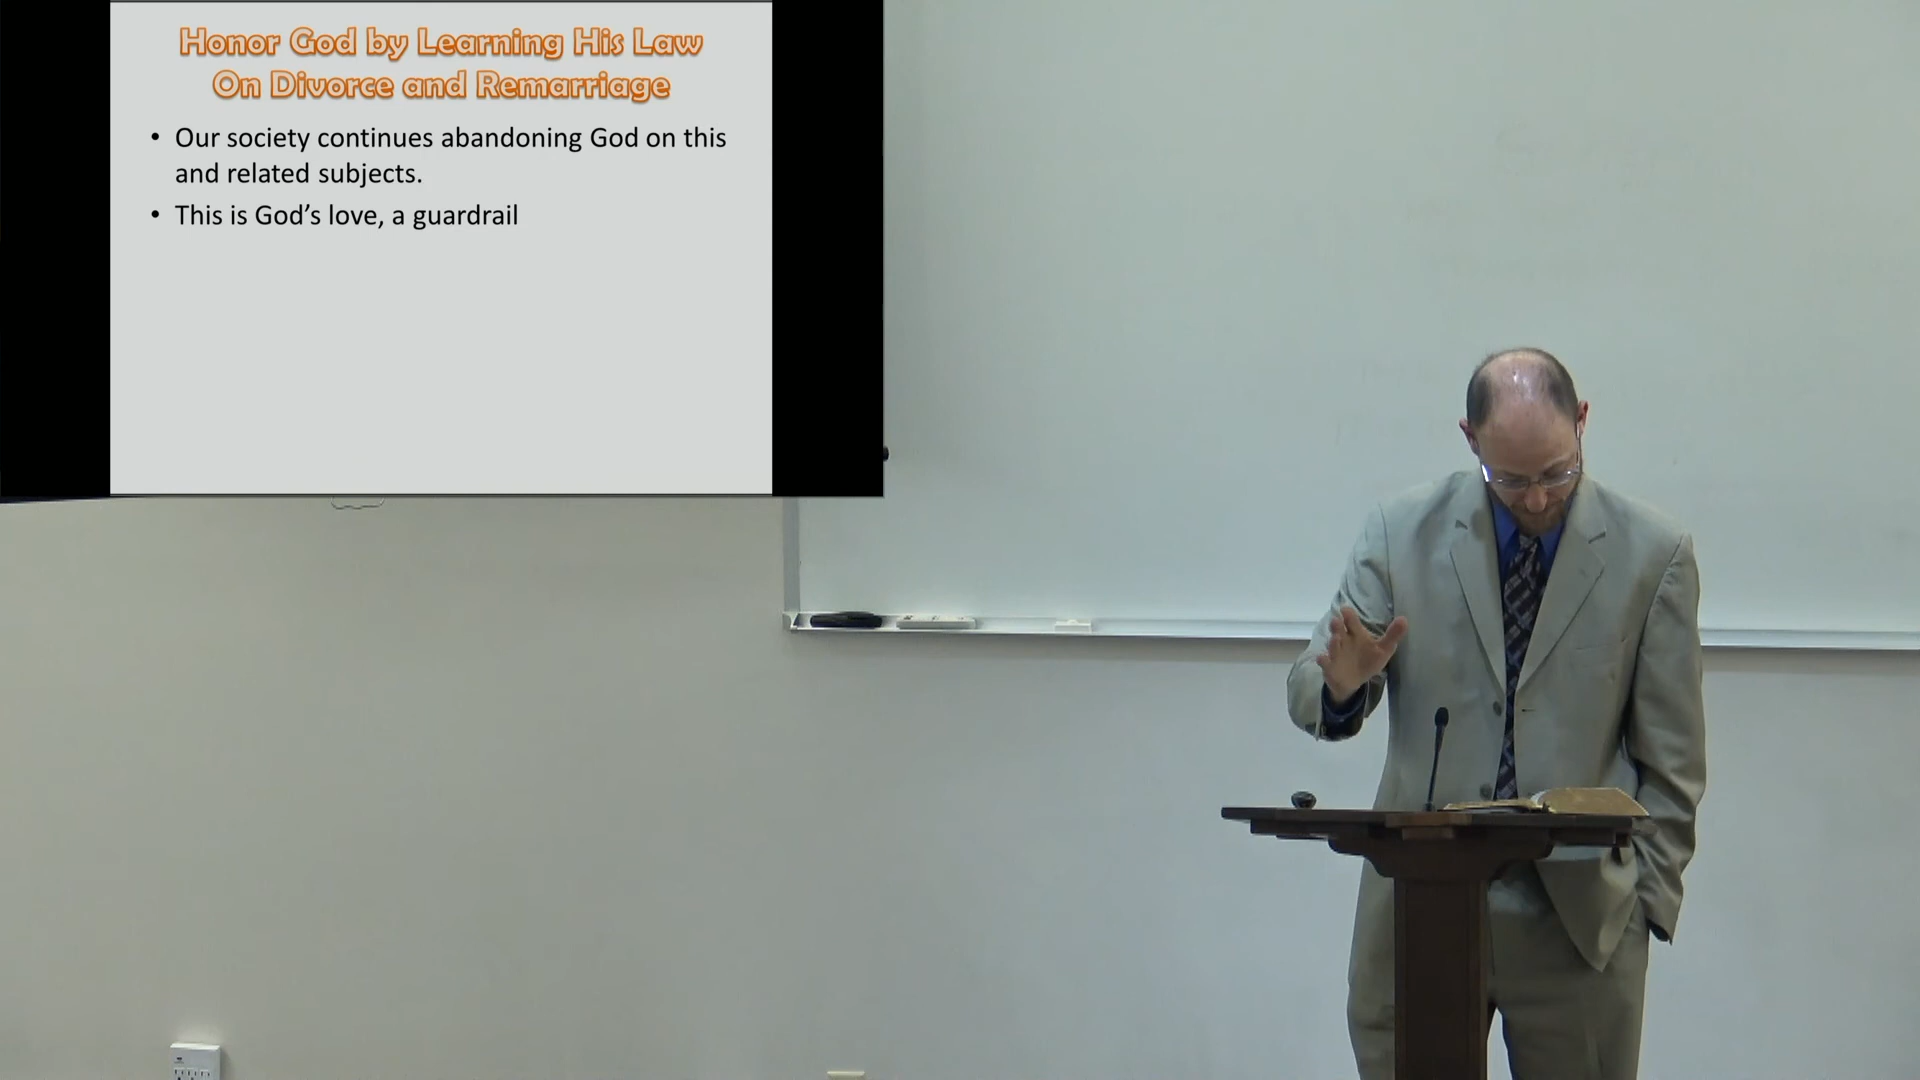 Honor God by Learning His Law
On Divorce and Remarriage
• Our society continues abandoning God on this
and related subjects.
• This is God's love, a guardrail